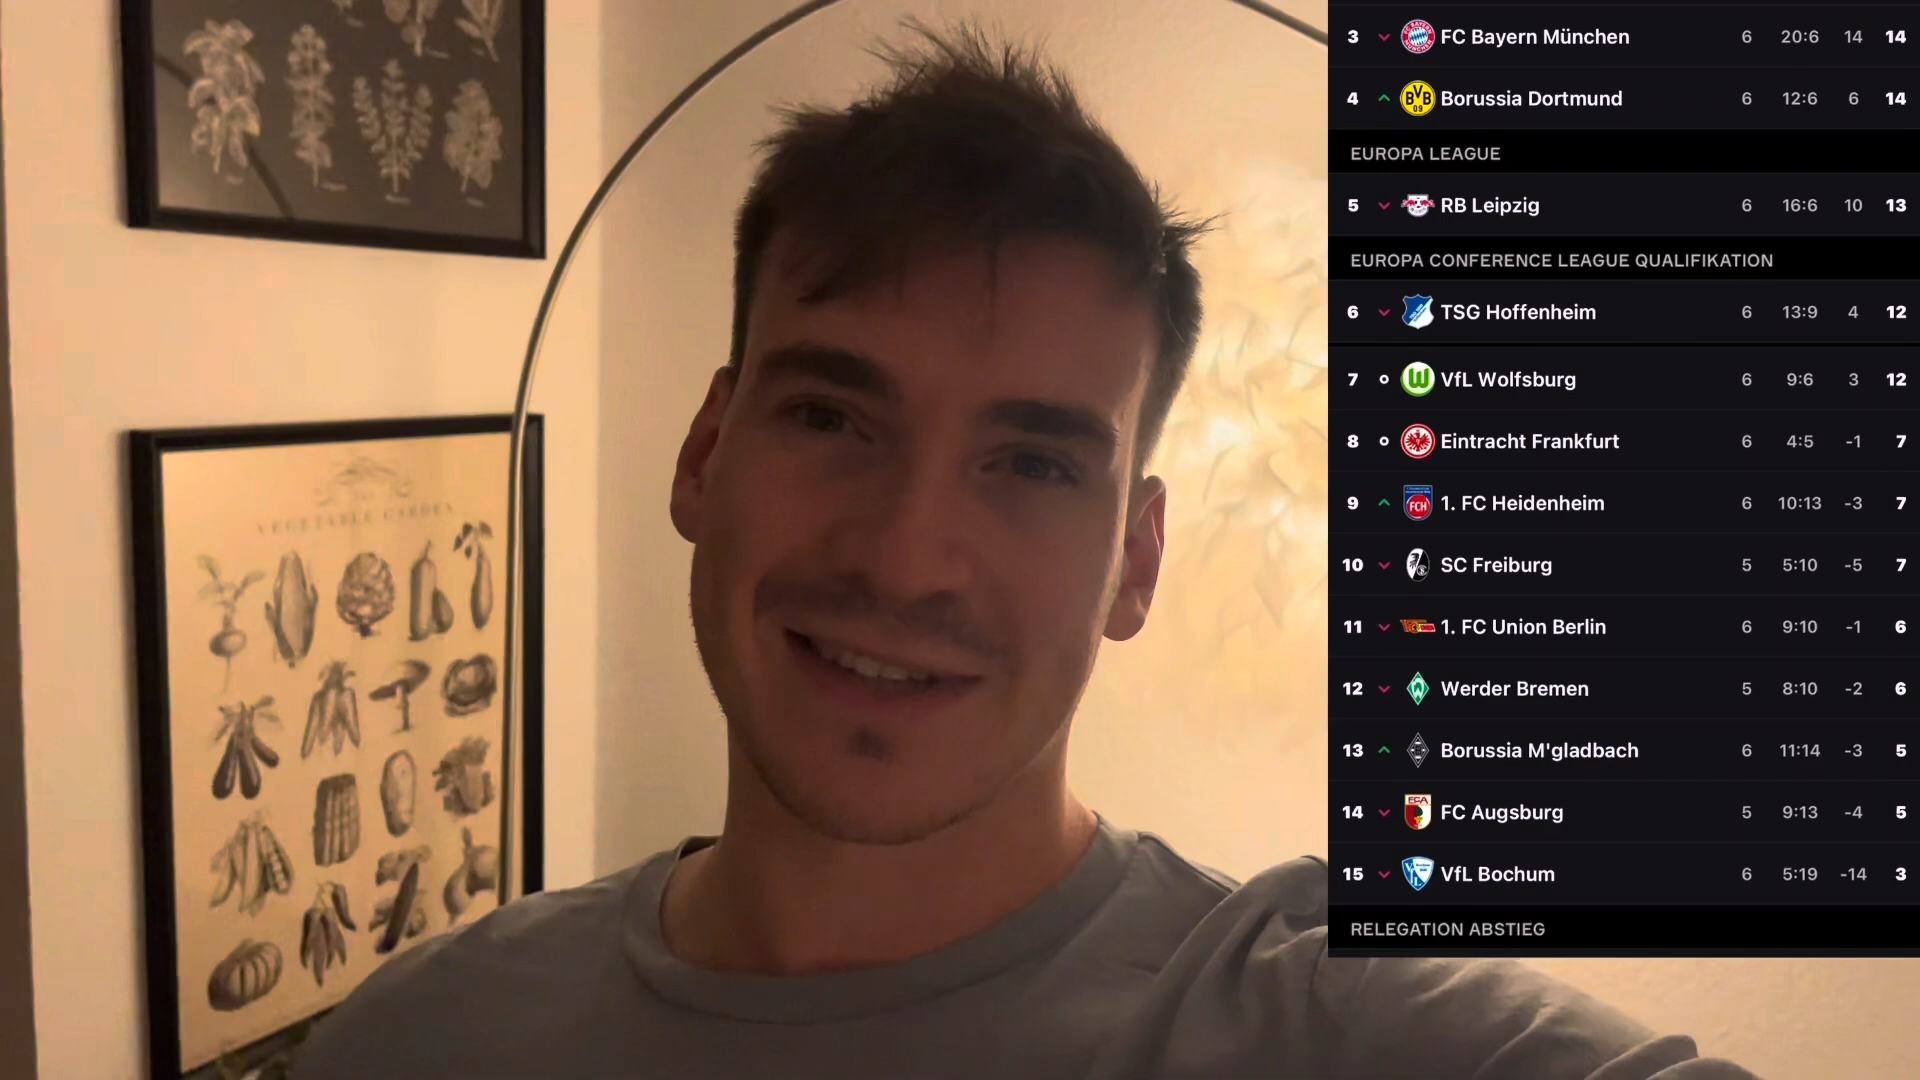 VEGETABLE GARDEN
3 FC Bayern München 6 20:6 14 14
4 BVB 09 Borussia Dortmund 6 12:6 6 14
EUROPA LEAGUE
5 RB Leipzig 6 16:6 10 13
EUROPA CONFERENCE LEAGUE QUALIFIKATION
6 TSG Hoffenheim 6 13:9 4 12
7 W VfL Wolfsburg 6 9:6 3 12
8 Eintracht Frankfurt 6 4:5 -1 7
9 FCH 1. FC Heidenheim 6 10:13 -3 7
10 SC Freiburg 5 5:10 -5 7
11 1. FC Union Berlin 6 9:10 -1 6
12 W Werder Bremen 5 8:10 -2 6
13 Borussia M'gladbach 6 11:14 -3 5
14 FCA FC Augsburg 5 9:13 -4 5
15 VfL Bochum 6 5:19 -14 3
RELEGATION ABSTIEG